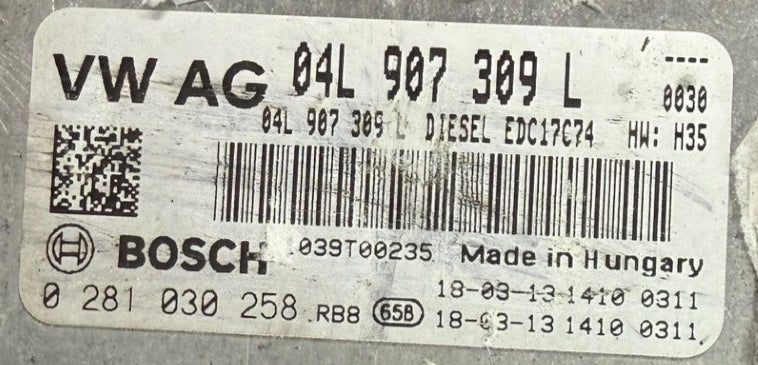 VW AG 04L 907 309 L ----
0030
04L 907 309 L DIESEL EDC17C74 HW: H35
BOSCH 039T00235 Made in Hungary
0 281 030 258 .RB8 65B 18-03-13 1410 0311
18-03-13 1410 0311